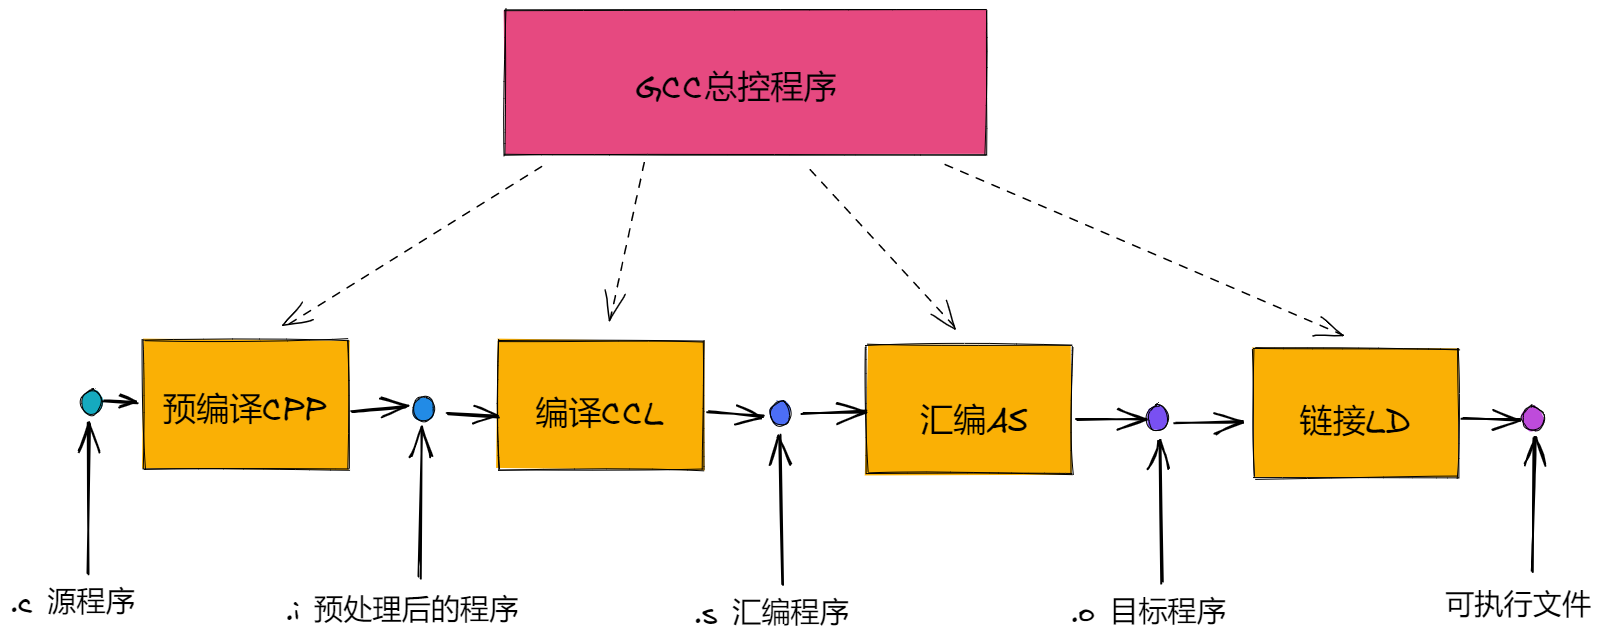 GCC总控程序
预编译CPP
编译CCL
汇编AS
链接LD
.c 源程序
.i 预处理后的程序
.s 汇编程序
.o 目标程序
可执行文件